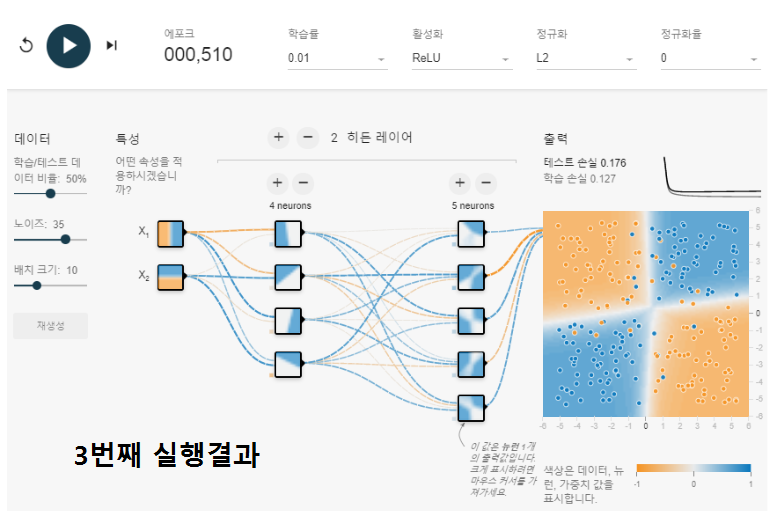 에포크
000,510
학습률
0.01
활성화
ReLU
정규화
L2
정규화율
0
데이터
학습/테스트 데
이터 비율: 50%
노이즈: 35
배치 크기: 10
재생성
특성
어떤 속성을 적
용하시겠습니
까?
X1
X2
2 히든 레이어
4 neurons
5 neurons
이 값은 뉴런 1개
의 출력값입니다.
크게 표시하려면
마우스 커서를 가
져가세요.
출력
테스트 손실 0.176
학습 손실 0.127
6
5
4
3
2
1
0
-1
-2
-3
-4
-5
-6
-6 -5 -4 -3 -2 -1 0 1 2 3 4 5 6
색상은 데이터, 뉴
런, 가중치 값을
표시합니다.
-1 0 1
3번째 실행결과